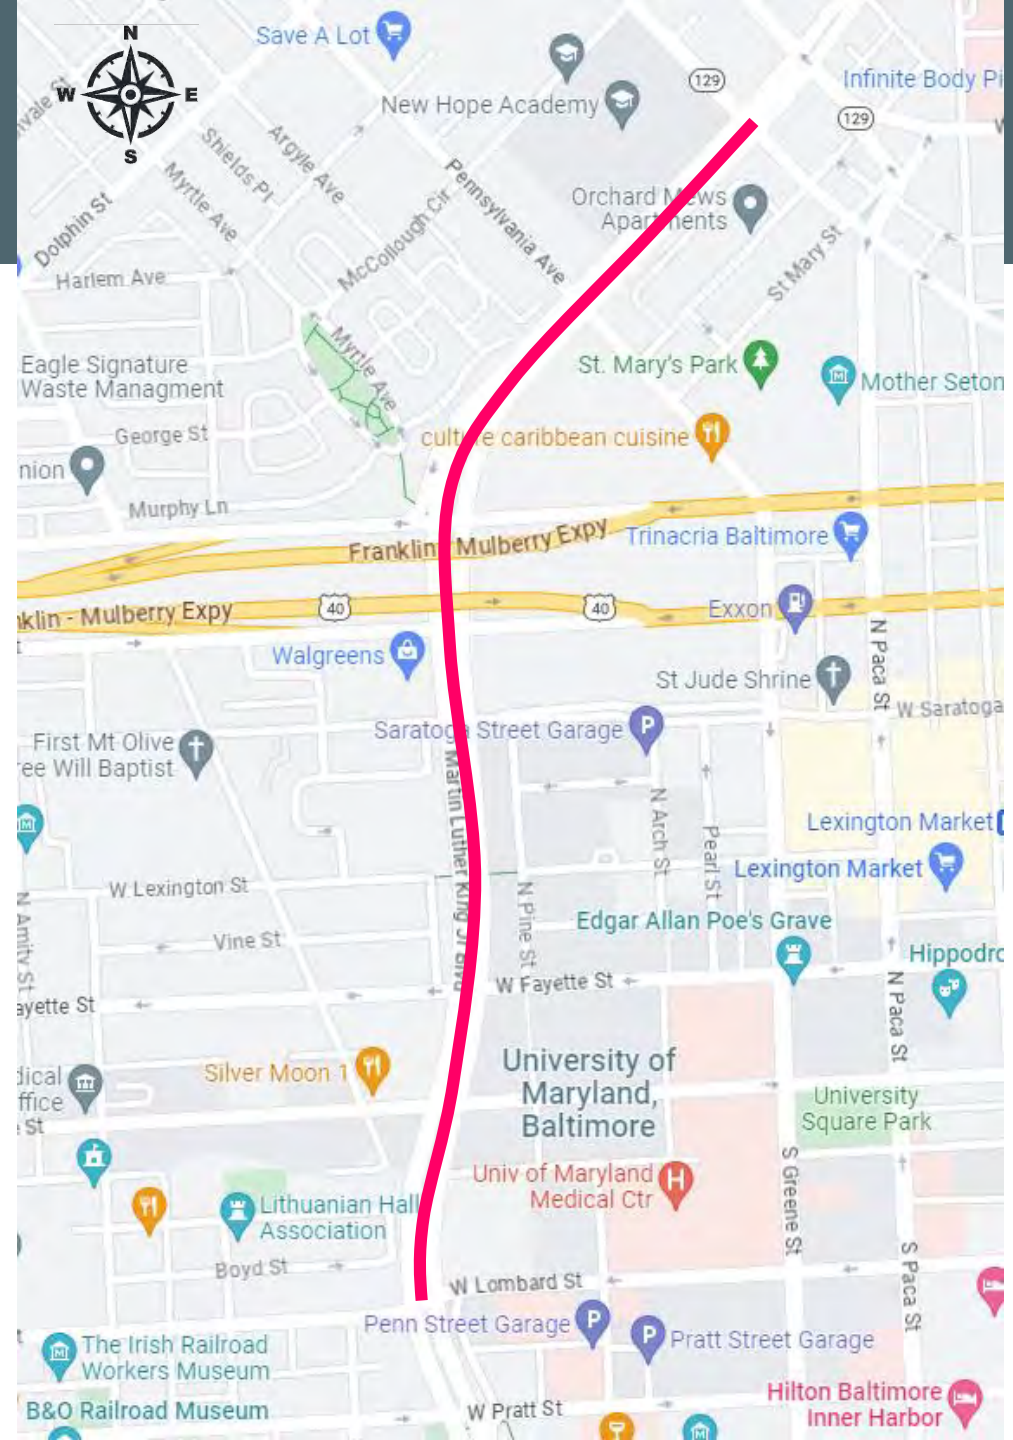 N
W
E
S
Save A Lot
New Hope Academy
129
Infinite Body Pi
129
Shields Pl
Argyle Ave
Myrtle Ave
Pennsylvania Ave
McCollough Cir
Dolphin St
Harlem Ave
Orchard Mews
Apartments
St Mary St
Myrtle Ave
Eagle Signature
Waste Managment
St. Mary's Park
Mother Seton
George St
culture caribbean cuisine
nion
Murphy Ln
Franklin - Mulberry Expy
Trinacria Baltimore
nklin - Mulberry Expy
40
40
Exxon
Walgreens
N Paca St
St Jude Shrine
W Saratoga
First Mt Olive
ree Will Baptist
Saratoga Street Garage
P
Martin Luther King Jr Blvd
N Arch St
Pearl St
Lexington Market
Lexington Market
W Lexington St
N Amity St
N Pine St
Edgar Allan Poe's Grave
Vine St
Hippodro
W Fayette St
ayette St
N Paca St
University of
Maryland,
Baltimore
Silver Moon 1
dical
ffice
St
University
Square Park
Univ of Maryland
Medical Ctr
H
S Greene St
Lithuanian Hall
Association
Boyd St
S Paca St
W Lombard St
Penn Street Garage
P
P
Pratt Street Garage
The Irish Railroad
Workers Museum
B&O Railroad Museum
W Pratt St
Hilton Baltimore
Inner Harbor